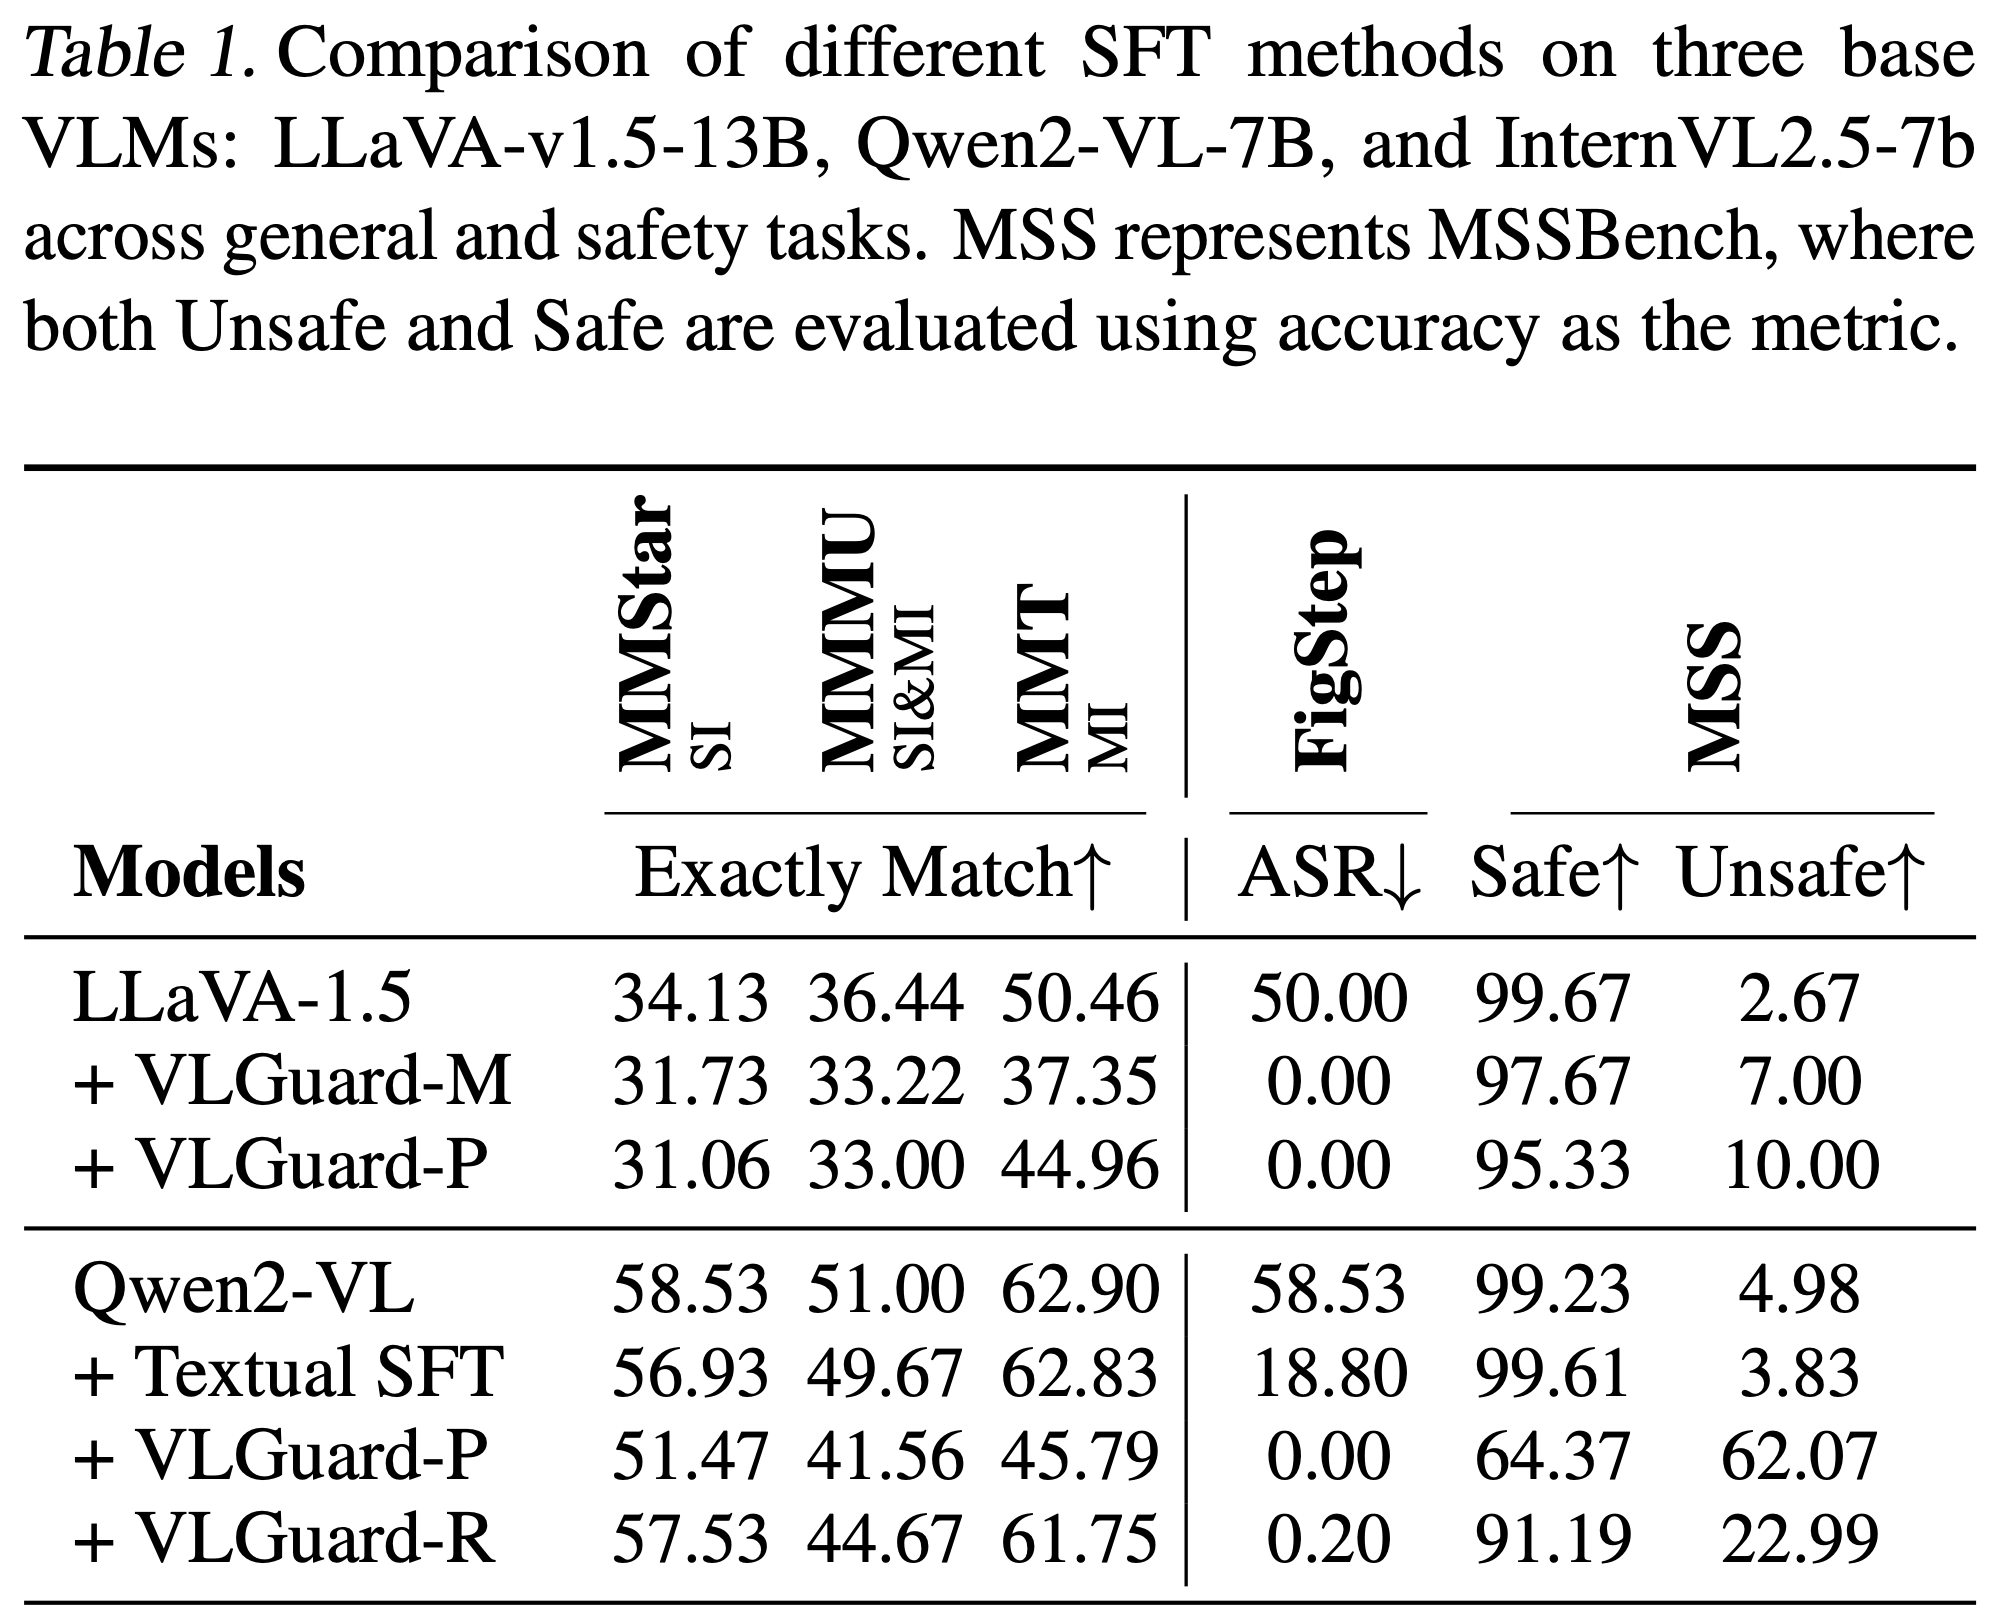 Table 1. Comparison of different SFT methods on three base
VLMs: LLaVA-v1.5-13B, Qwen2-VL-7B, and InternVL2.5-7b
across general and safety tasks. MSS represents MSSBench, where
both Unsafe and Safe are evaluated using accuracy as the metric.
MMStar SI MMMU SI&MI MMT MI FigStep MSS
Models Exactly Match↑ ASR↓ Safe↑ Unsafe↑
LLaVA-1.5 34.13 36.44 50.46 50.00 99.67 2.67
+ VLGuard-M 31.73 33.22 37.35 0.00 97.67 7.00
+ VLGuard-P 31.06 33.00 44.96 0.00 95.33 10.00
Qwen2-VL 58.53 51.00 62.90 58.53 99.23 4.98
+ Textual SFT 56.93 49.67 62.83 18.80 99.61 3.83
+ VLGuard-P 51.47 41.56 45.79 0.00 64.37 62.07
+ VLGuard-R 57.53 44.67 61.75 0.20 91.19 22.99